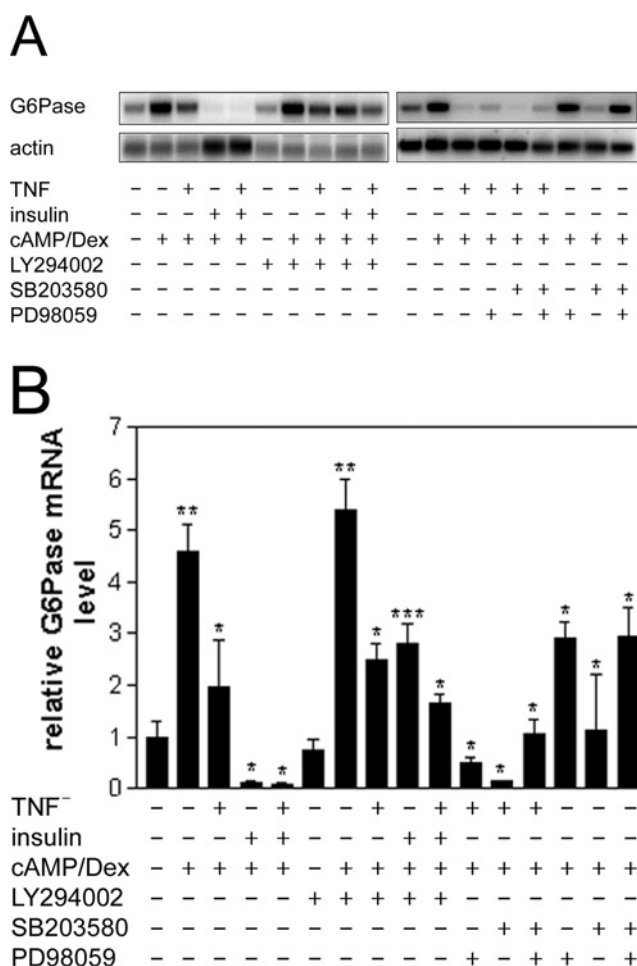 A
G6Pase
actin
TNF − − + − + − − + − + − − + + + + − − −
insulin − − − + + − − − + + − − − − − − − − −
cAMP/Dex − + + + + − + + + + − + + + + + + + +
LY294002 − − − − − + + + + + − − − − − − − − −
SB203580 − − − − − − − − − − − − − − + + − + +
PD98059 − − − − − − − − − − − − − + − + + − +
B
relative G6Pase mRNA
level
7
6
5
4
3
2
1
0
** * * * ** * *** * * * * * * *
TNF⁻ − − + − + − − + − + + + + − − −
insulin − − − + + − − − + + − − − − − −
cAMP/Dex − + + + + − + + + + + + + + + +
LY294002 − − − − − + + + + + − − − − − −
SB203580 − − − − − − − − − − − + + − + +
PD98059 − − − − − − − − − − + − + + − +